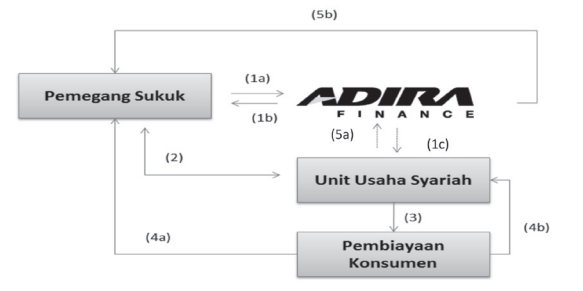 (5b)
Pemegang Sukuk
(1a)
(1b)
ADIRA
FINANCE
(5a)
(1c)
(2)
Unit Usaha Syariah
(3)
(4a)
(4b)
Pembiayaan
Konsumen